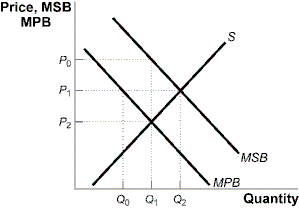 Price, MSB
MPB
S
P0
P1
P2
MSB
MPB
Q0 Q1 Q2 Quantity